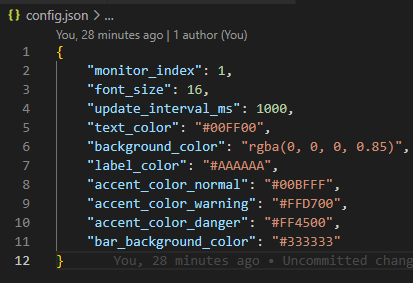 {} config.json > ...
You, 28 minutes ago | 1 author (You)
1 {
2 "monitor_index": 1,
3 "font_size": 16,
4 "update_interval_ms": 1000,
5 "text_color": "#00FF00",
6 "background_color": "rgba(0, 0, 0, 0.85)",
7 "label_color": "#AAAAAA",
8 "accent_color_normal": "#00BFFF",
9 "accent_color_warning": "#FFD700",
10 "accent_color_danger": "#FF4500",
11 "bar_background_color": "#333333"
12 } You, 28 minutes ago • Uncommitted chang